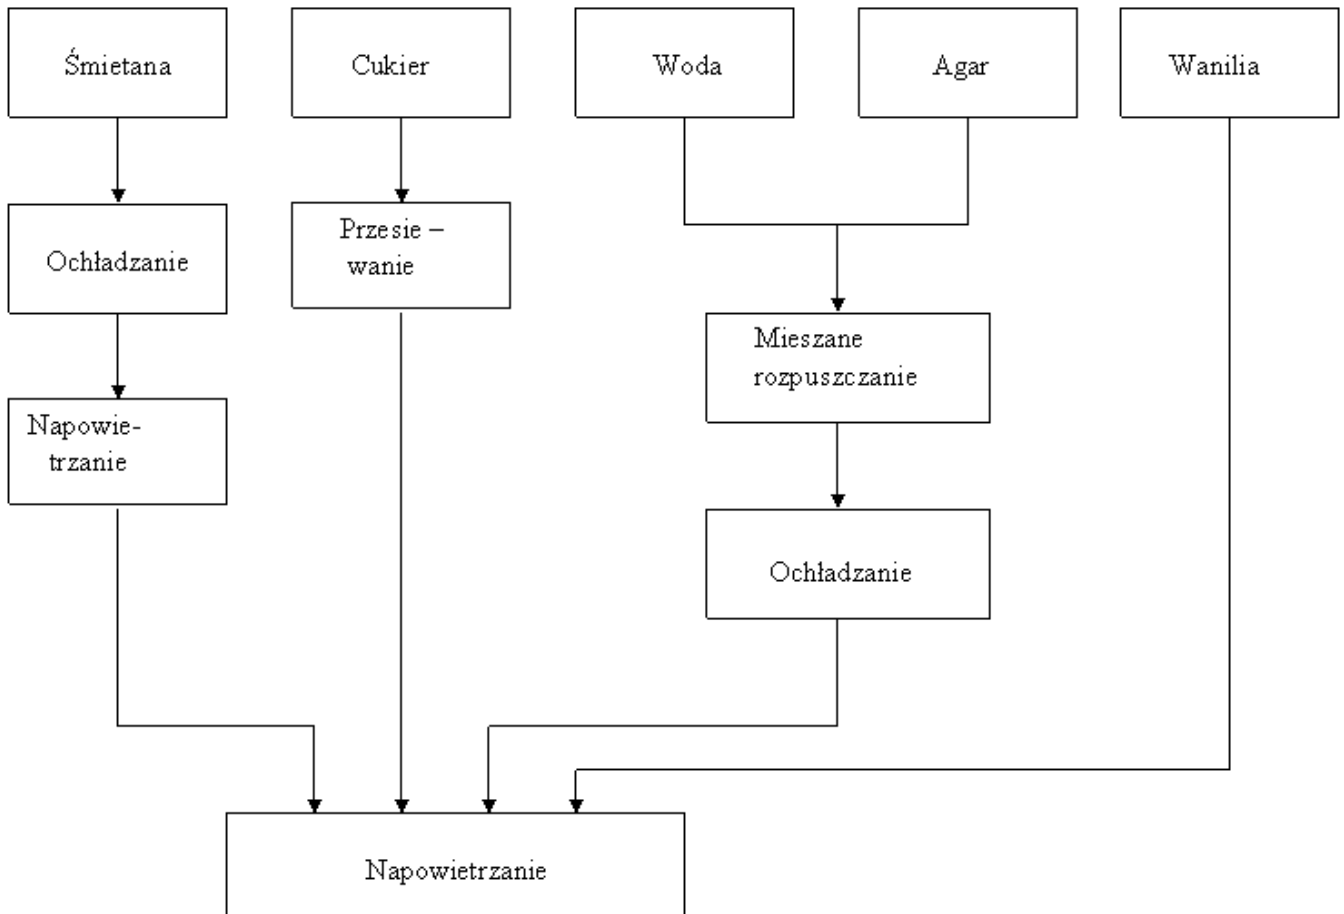 Śmietana
Cukier
Woda
Agar
Wanilia
Ochładzanie
Przesie –
wanie
Mieszane
rozpuszczanie
Napowie-
trzanie
Ochładzanie
Napowietrzanie